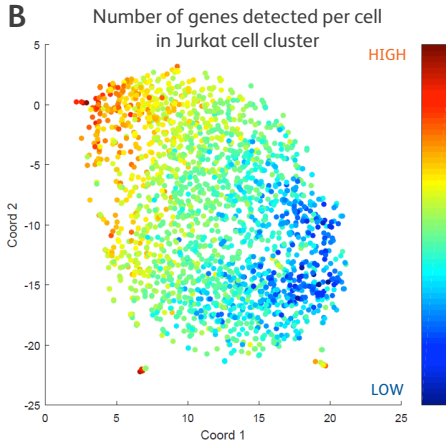 B
Number of genes detected per cell
in Jurkat cell cluster
HIGH
LOW
5
0
-5
-10
-15
-20
-25
Coord 2
0 5 10 15 20 25
Coord 1